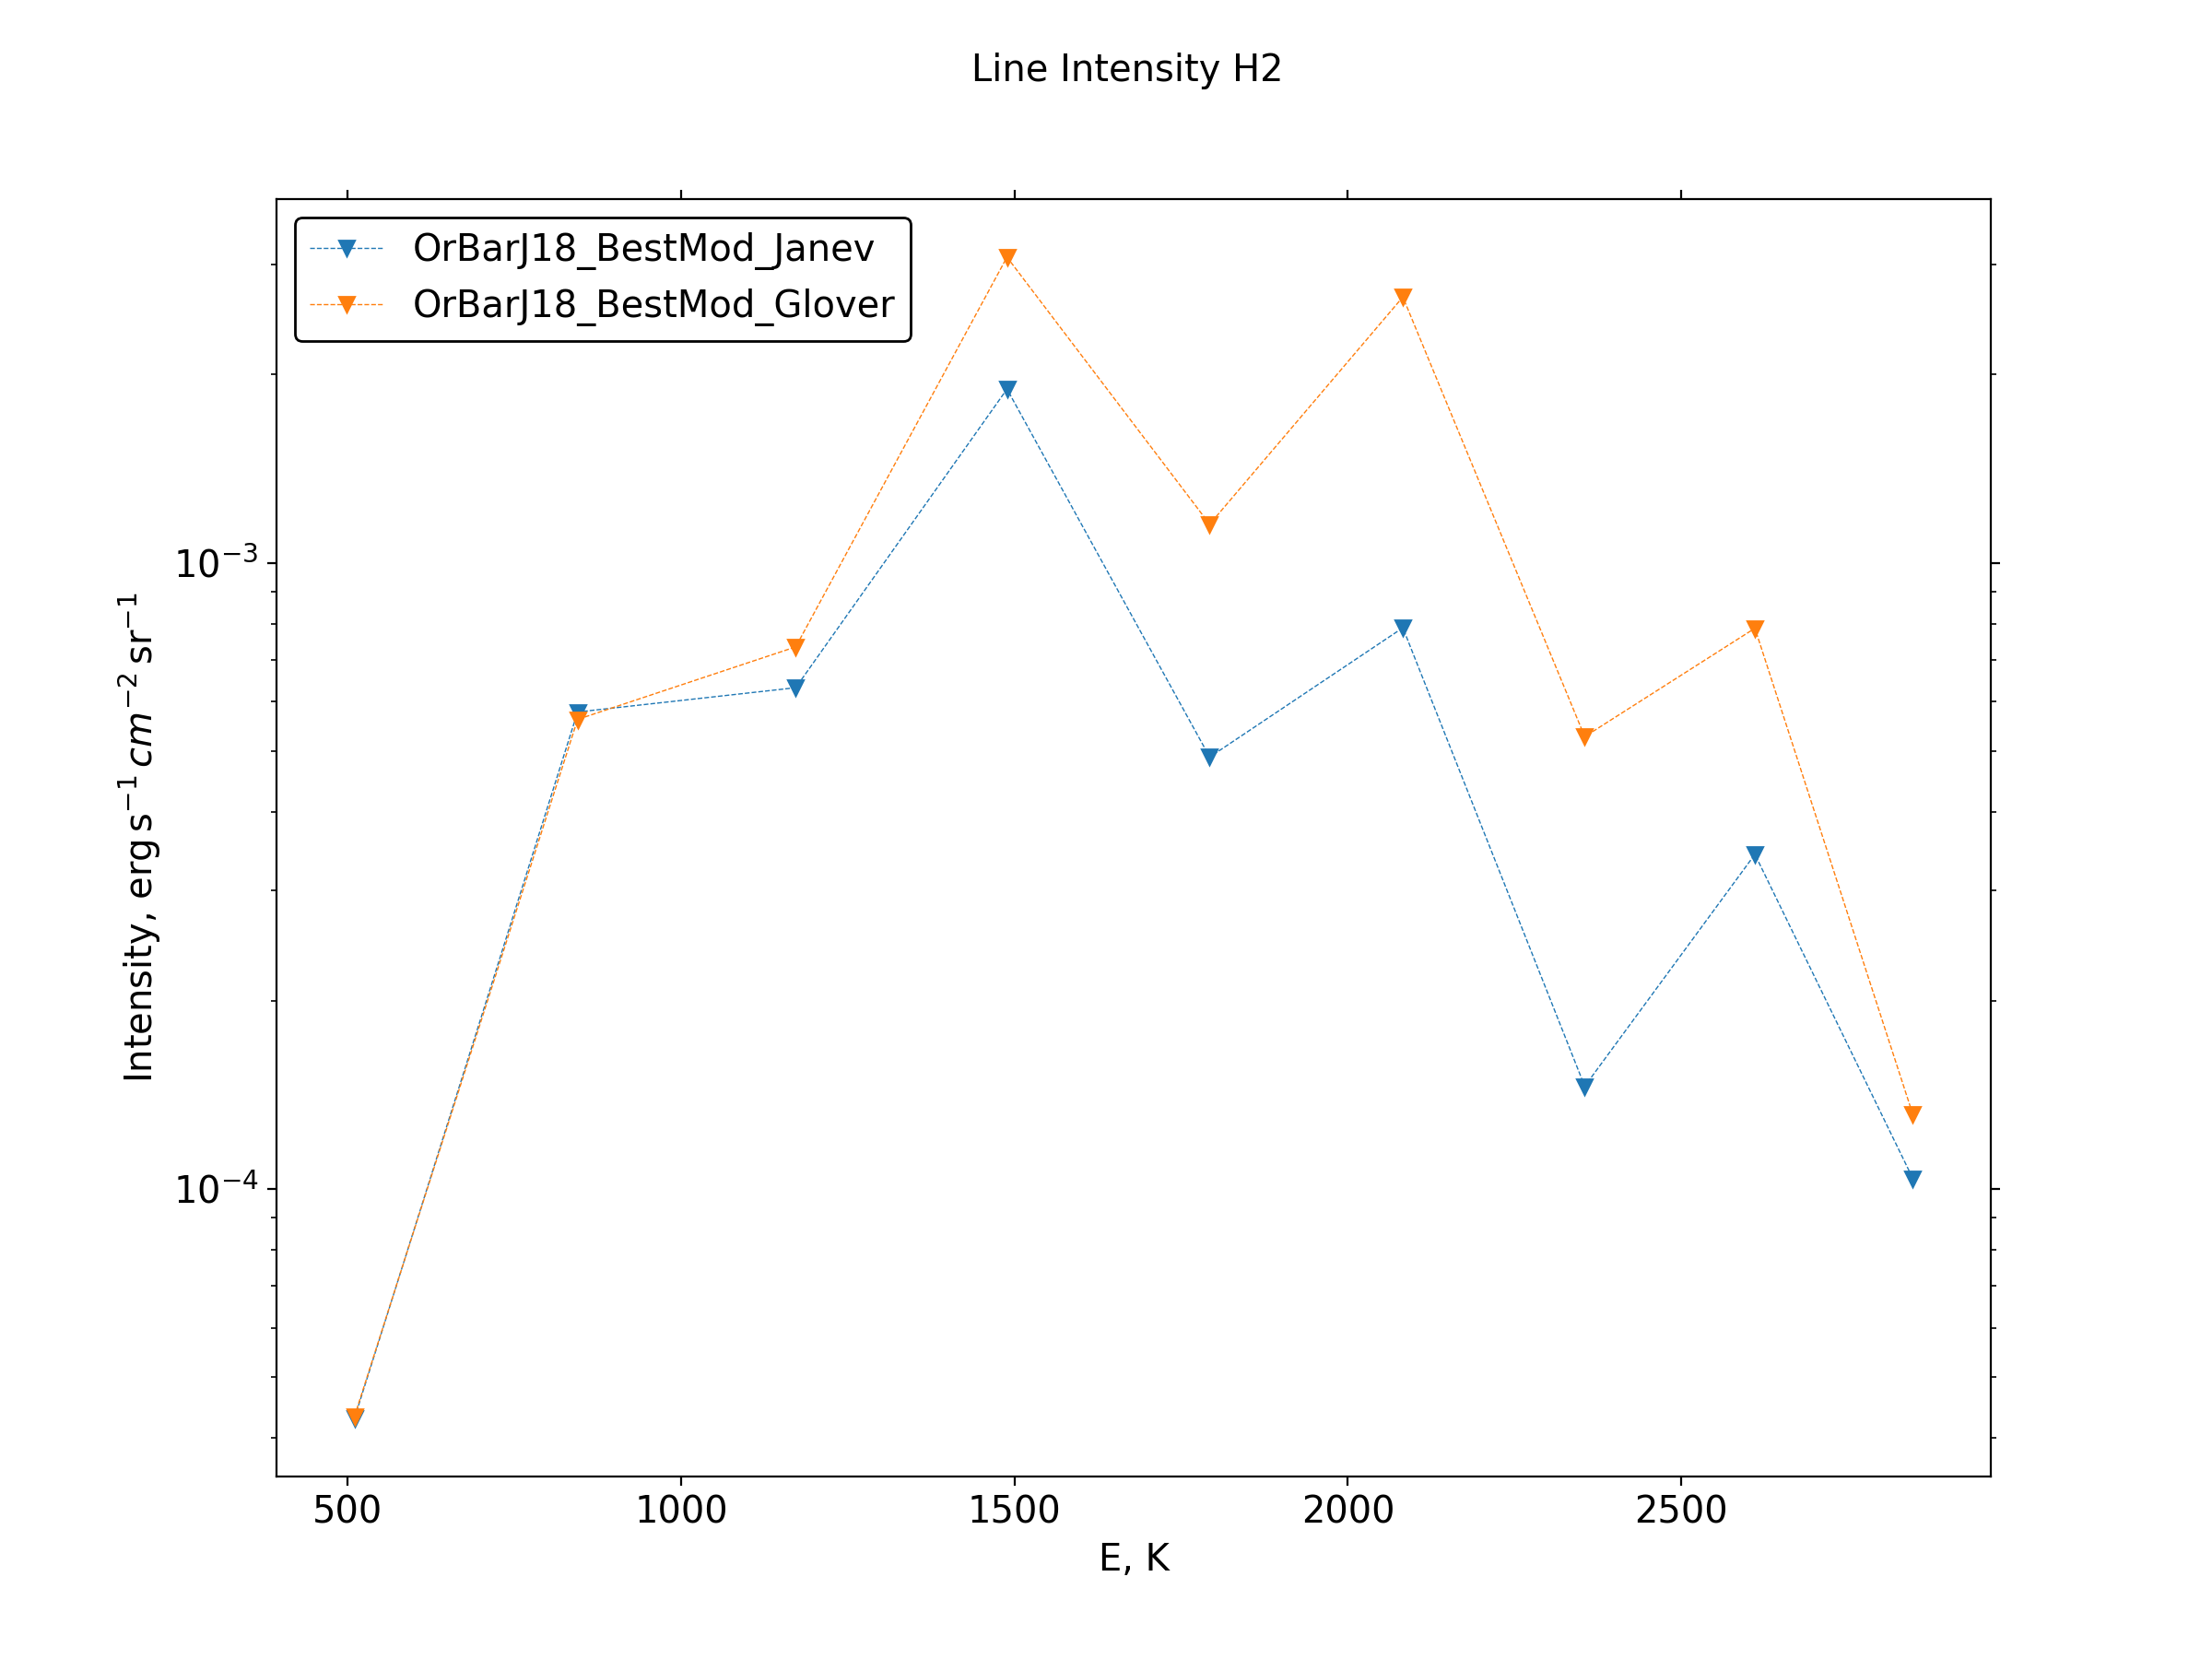 Line Intensity H2
OrBarJ18_BestMod_Janev
OrBarJ18_BestMod_Glover
10⁻³
10⁻⁴
Intensity, erg s⁻¹ cm⁻² sr⁻¹
500 1000 1500 2000 2500
E, K